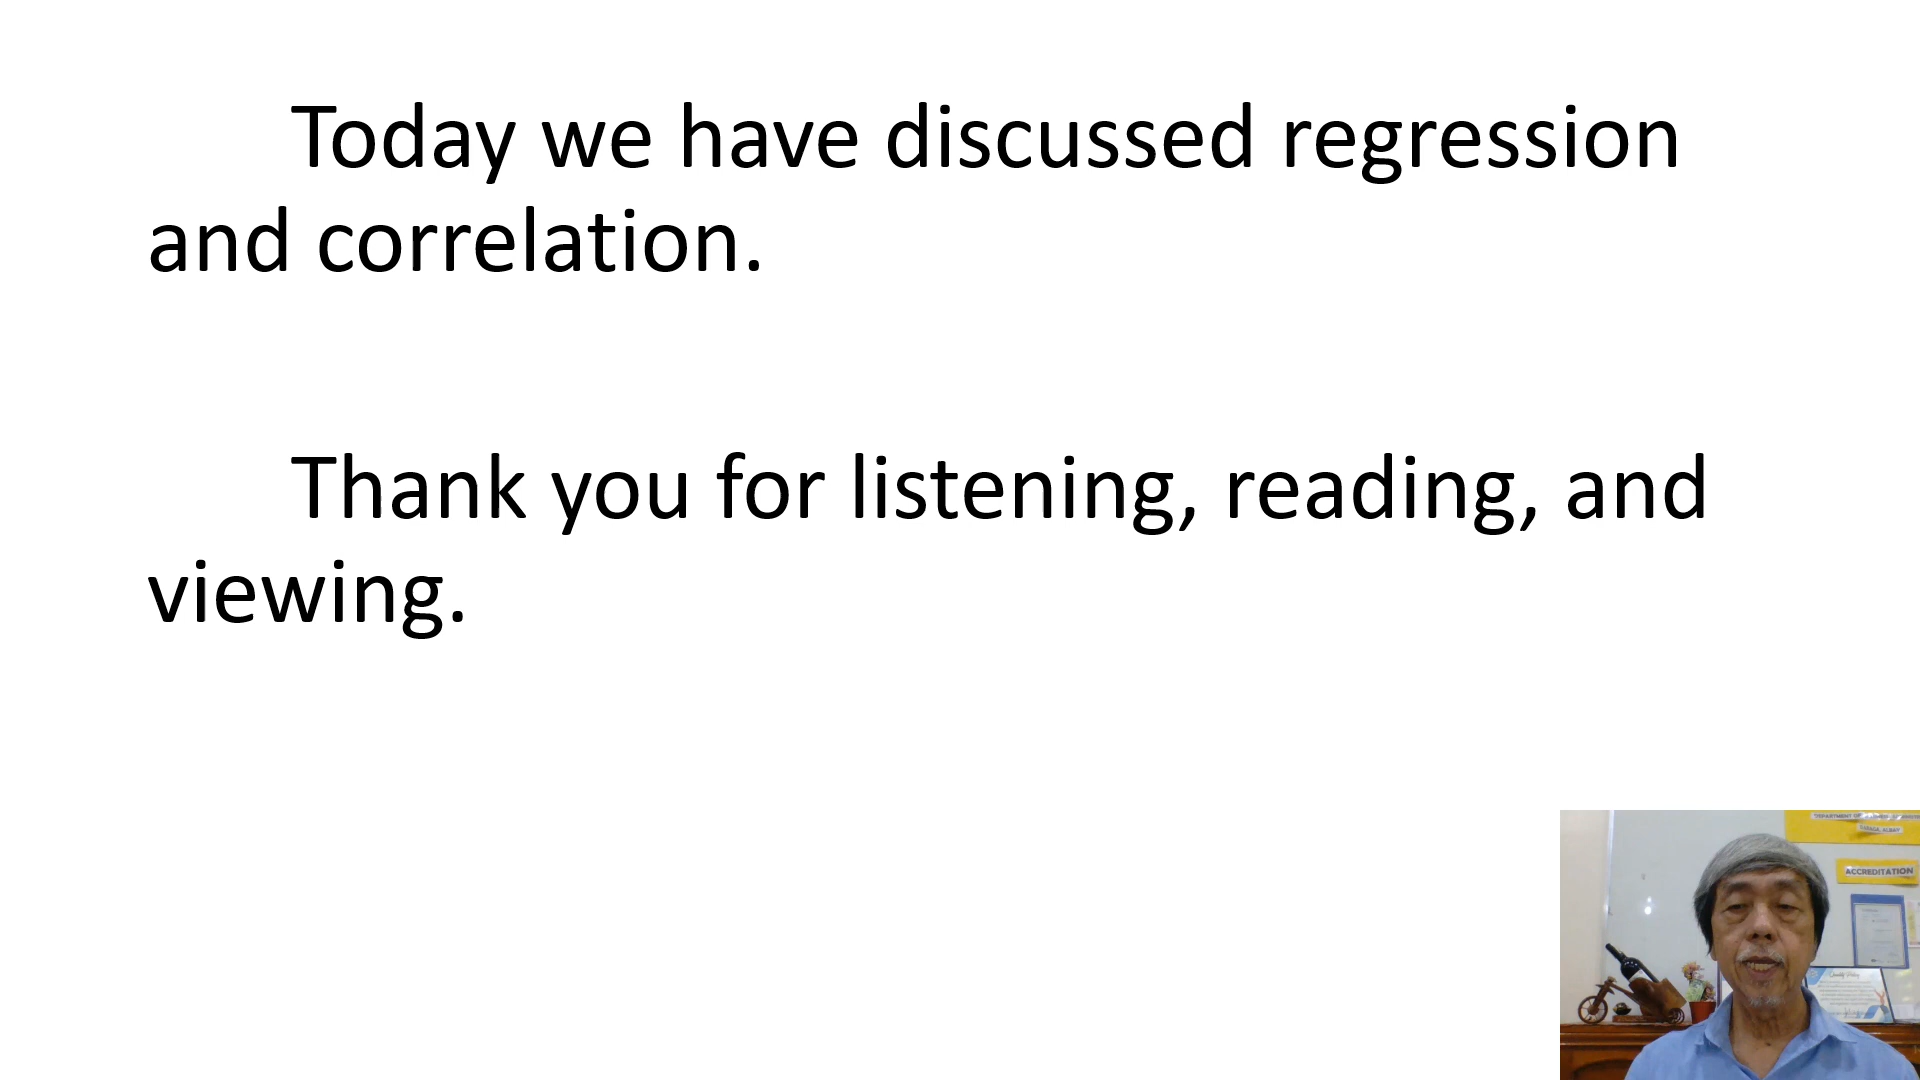 Today we have discussed regression
and correlation.
Thank you for listening, reading, and
viewing.
ACCREDITATION